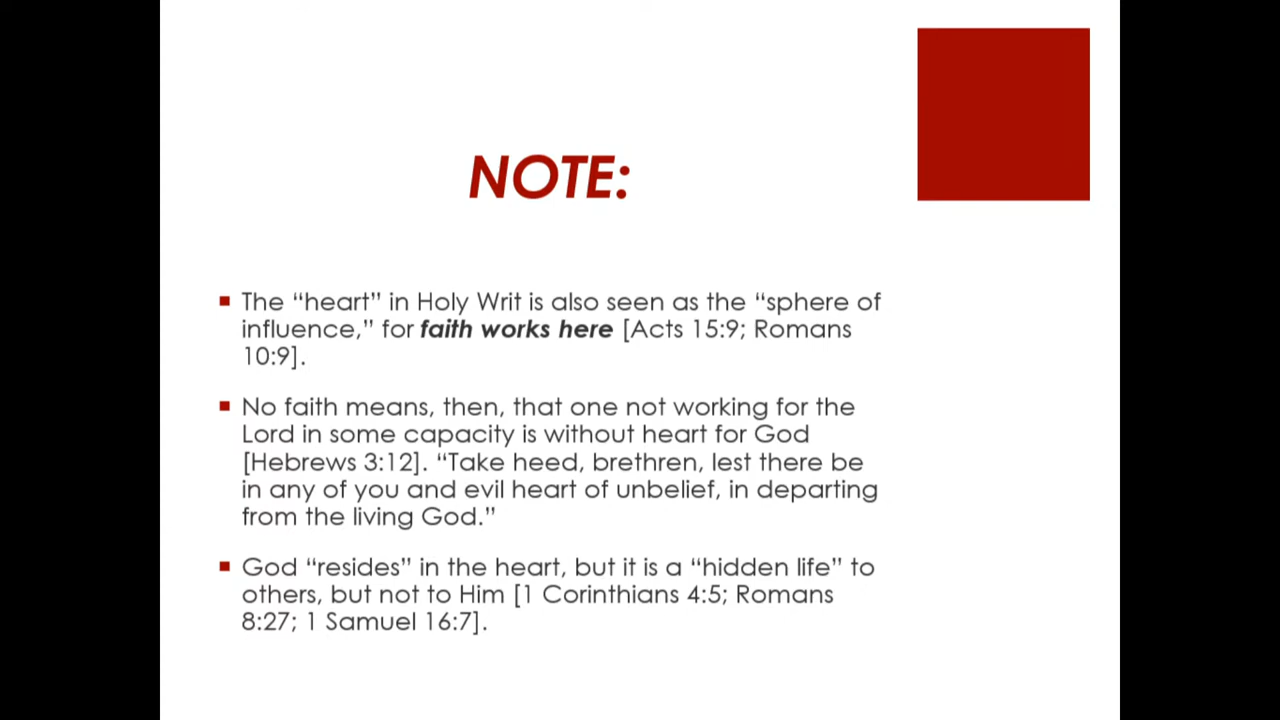 NOTE:
The “heart” in Holy Writ is also seen as the “sphere of
influence,” for faith works here [Acts 15:9; Romans
10:9].
No faith means, then, that one not working for the
Lord in some capacity is without heart for God
[Hebrews 3:12]. “Take heed, brethren, lest there be
in any of you and evil heart of unbelief, in departing
from the living God.”
God “resides” in the heart, but it is a “hidden life” to
others, but not to Him [1 Corinthians 4:5; Romans
8:27; 1 Samuel 16:7].